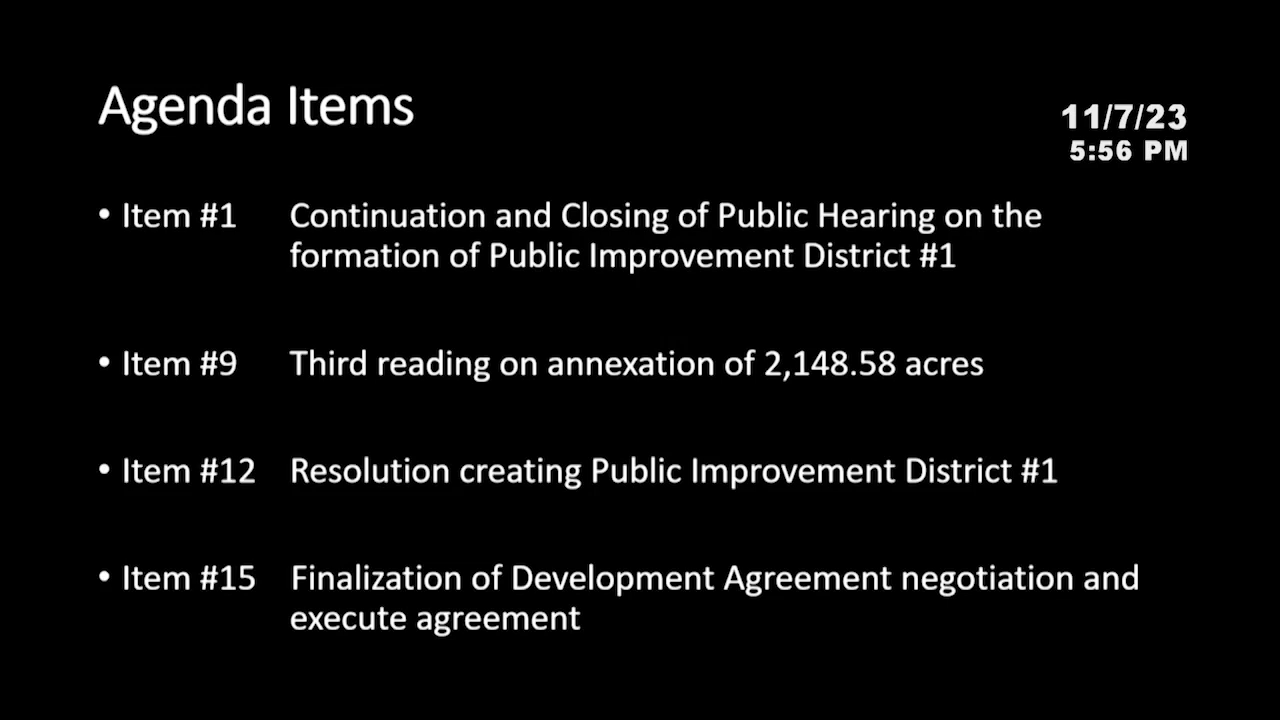 Agenda Items
11/7/23
5:56 PM
• Item #1 Continuation and Closing of Public Hearing on the
formation of Public Improvement District #1
• Item #9 Third reading on annexation of 2,148.58 acres
• Item #12 Resolution creating Public Improvement District #1
• Item #15 Finalization of Development Agreement negotiation and
execute agreement